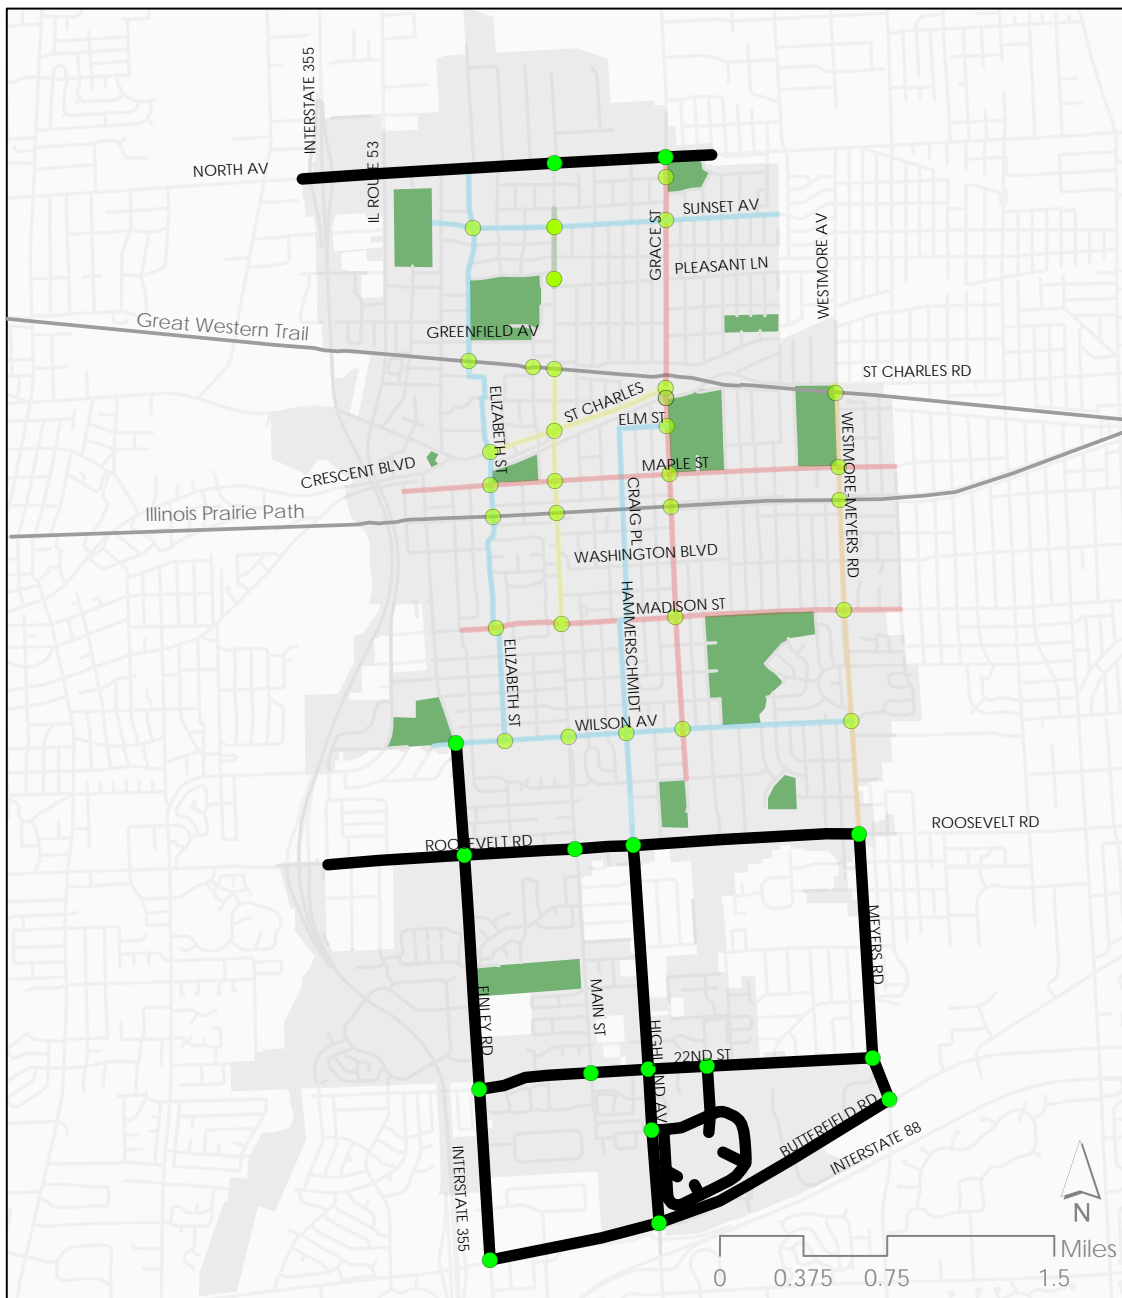 INTERSTATE 355
IL ROUTE 53
NORTH AV
SUNSET AV
GRACE ST
WESTMORE AV
PLEASANT LN
Great Western Trail
GREENFIELD AV
ST CHARLES RD
ST CHARLES
ELIZABETH ST
ELM ST
WESTMORE-MEYERS RD
CRESCENT BLVD
MAPLE ST
CRAIG PL
Illinois Prairie Path
WASHINGTON BLVD
HAMMERSCHMIDT
MADISON ST
ELIZABETH ST
WILSON AV
ROOSEVELT RD
ROOSEVELT RD
MEYERS RD
FINLEY RD
MAIN ST
HIGHLAND AV
22ND ST
BUTTERFIELD RD
INTERSTATE 88
INTERSTATE 355
N
Miles
0 0.375 0.75 1.5